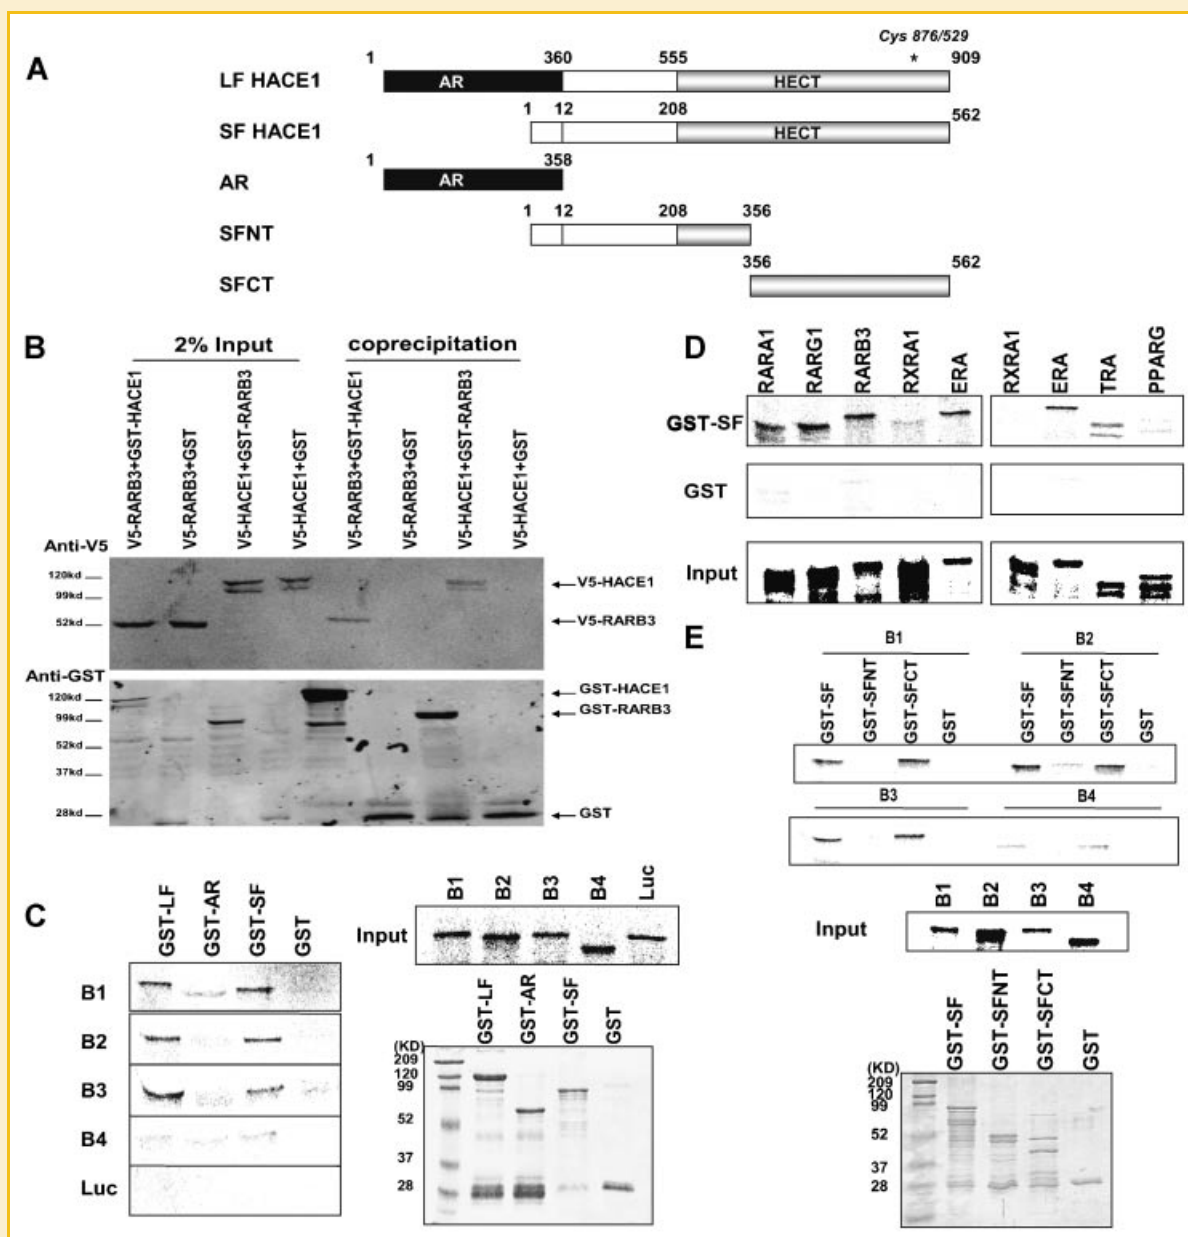 A
Cys 876/529
1 360 555 * 909
LF HACE1 AR HECT
1 12 208 562
SF HACE1 HECT
1 358
AR AR
1 12 208 356
SFNT
356 562
SFCT
B
2% Input coprecipitation
V5-RARB3+GST-HACE1
V5-RARB3+GST
V5-HACE1+GST-RARB3
V5-HACE1+GST
V5-RARB3+GST-HACE1
V5-RARB3+GST
V5-HACE1+GST-RARB3
V5-HACE1+GST
Anti-V5
120kd
99kd
52kd
V5-HACE1
V5-RARB3
Anti-GST
120kd
99kd
52kd
37kd
28kd
GST-HACE1
GST-RARB3
GST
C
GST-LF GST-AR GST-SF GST
B1
B2
B3
B4
Luc
B1 B2 B3 B4 Luc
Input
GST-LF GST-AR GST-SF GST
(KD)
209
120
99
52
37
28
D
RARA1 RARG1 RARB3 RXRA1 ERA RXRA1 ERA TRA PPARG
GST-SF
GST
Input
E
B1 B2
GST-SF GST-SFNT GST-SFCT GST GST-SF GST-SFNT GST-SFCT GST
B3 B4
B1 B2 B3 B4
Input
GST-SF GST-SFNT GST-SFCT GST
(KD)
209
120
99
52
37
28